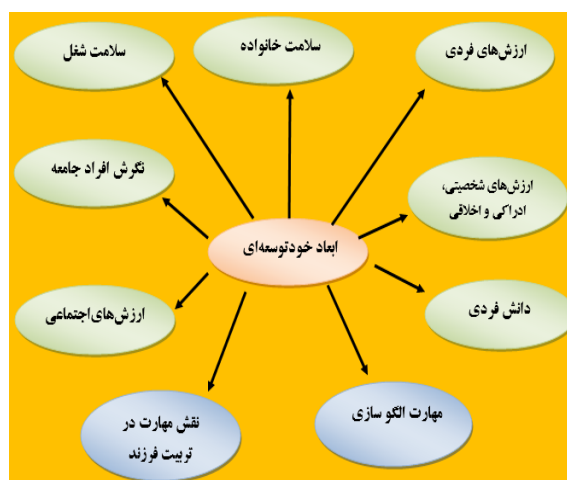 ارزش‌های فردی
سلامت خانواده
سلامت شغل
ارزش‌های شخصیتی،
ادراکی و اخلاقی
نگرش افراد جامعه
ابعاد خودتوسعه‌ای
دانش فردی
ارزش‌های اجتماعی
مهارت الگو سازی
نقش مهارت در
تربیت فرزند